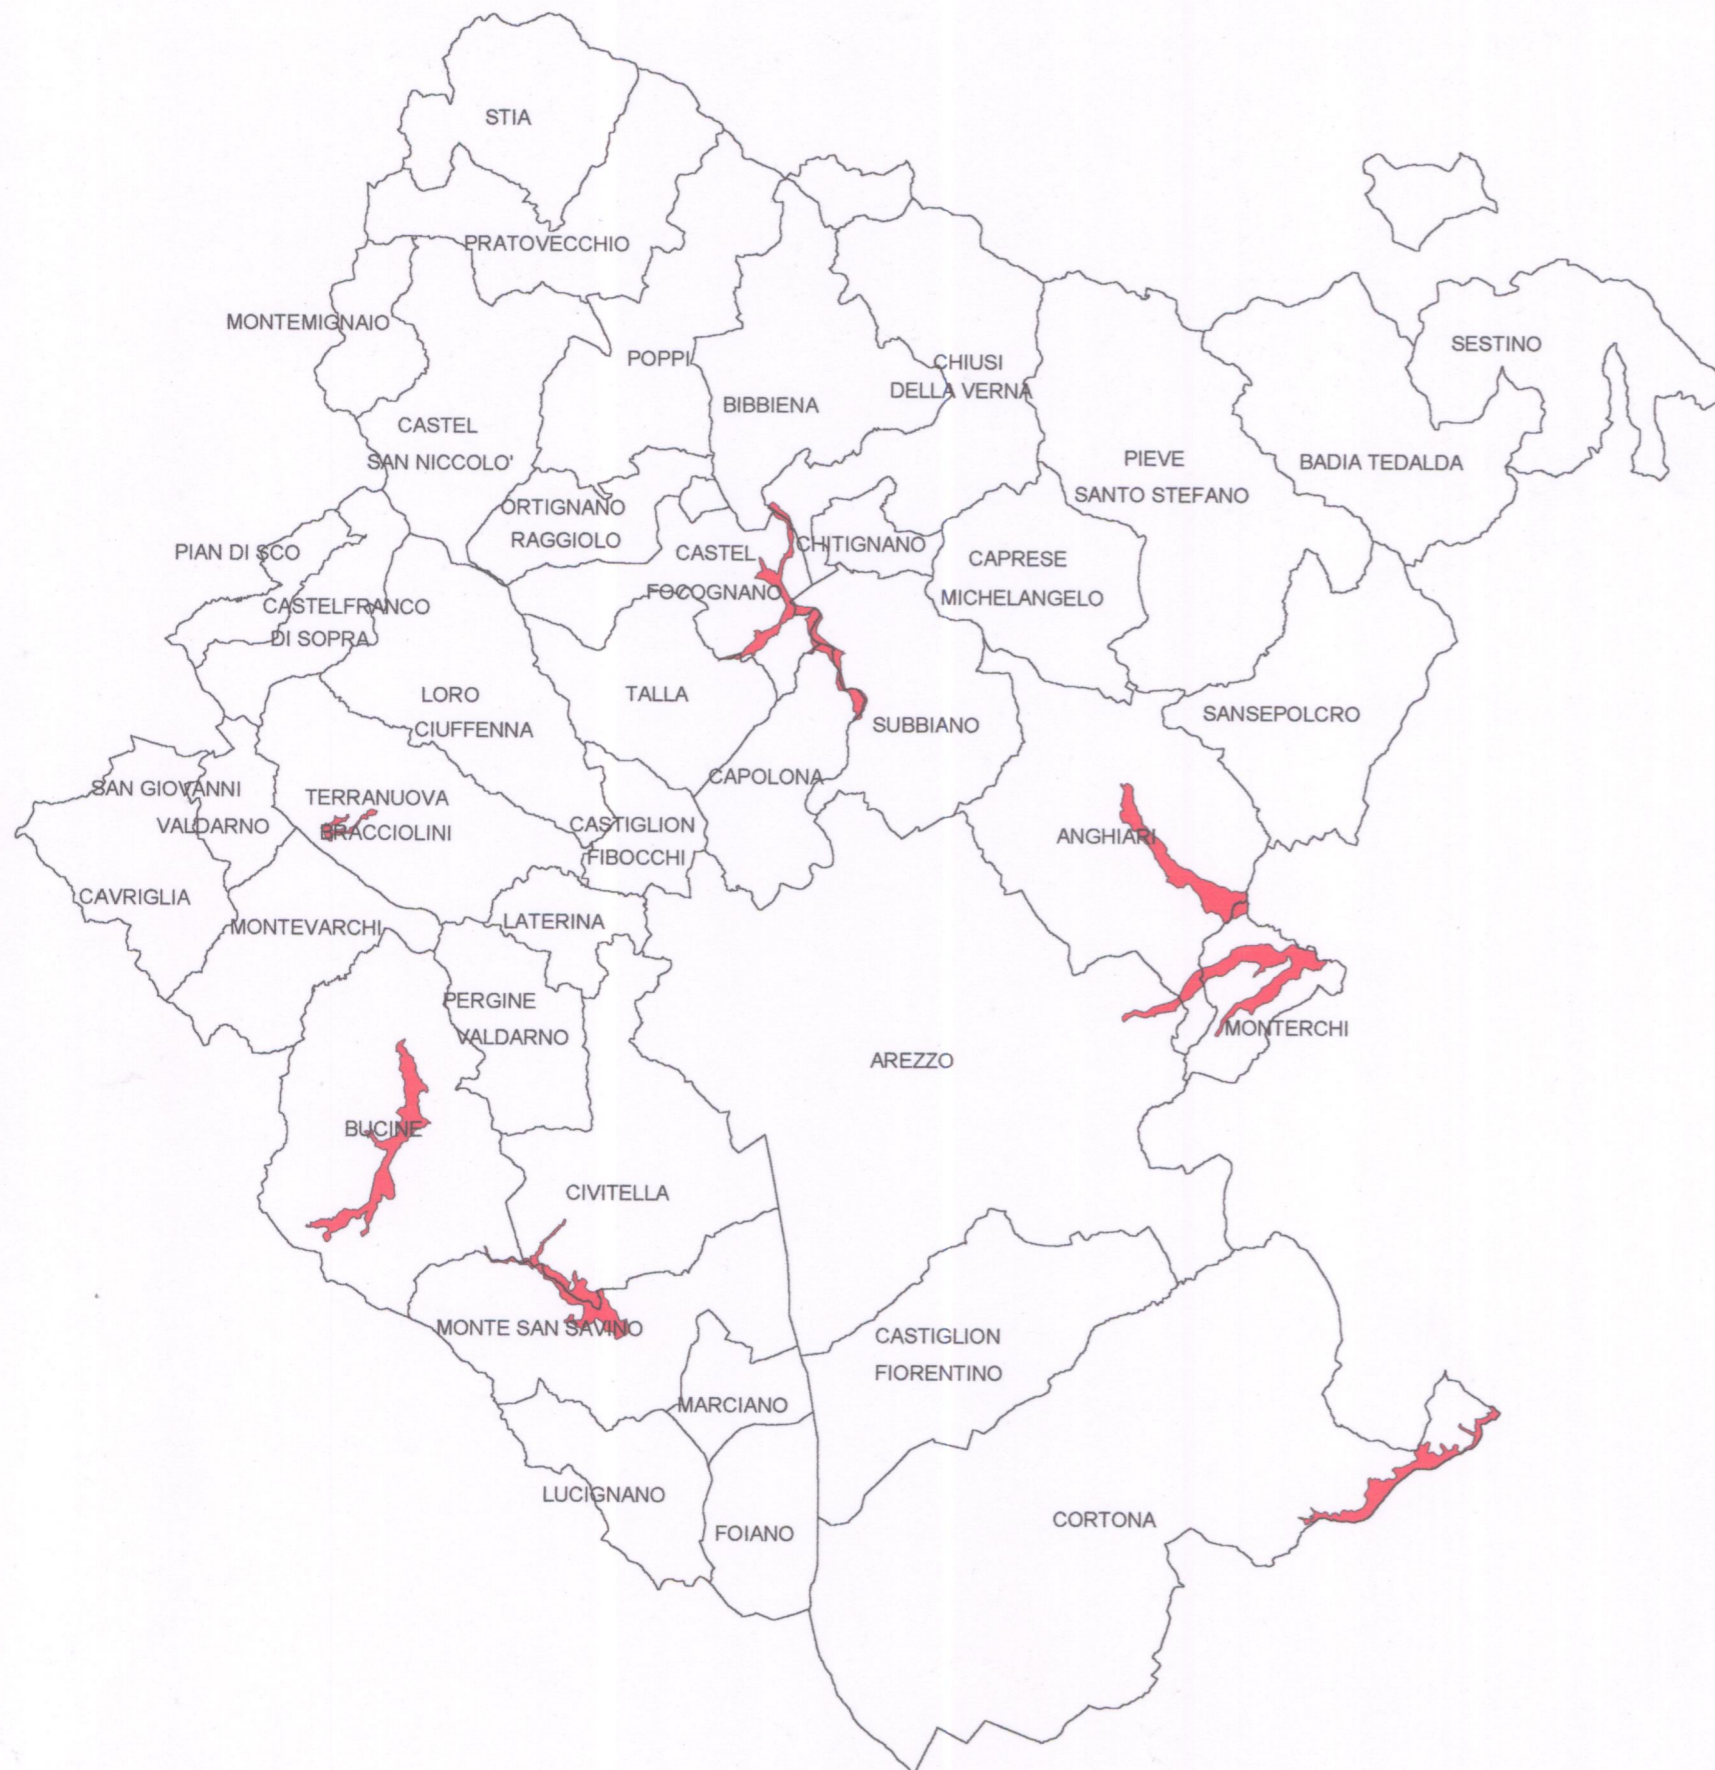 STIA
PRATOVECCHIO
MONTEMIGNAIO
SESTINO
POPPI
CHIUSI
DELLA VERNA
BIBBIENA
CASTEL
SAN NICCOLO'
PIEVE
SANTO STEFANO
BADIA TEDALDA
ORTIGNANO
RAGGIOLO
PIAN DI SCO
CASTEL
FOCOGNANO
CHITIGNANO
CAPRESE
MICHELANGELO
CASTELFRANCO
DI SOPRA
LORO
CIUFFENNA
TALLA
SUBBIANO
SANSEPOLCRO
CAPOLONA
SAN GIOVANNI
VALDARNO
TERRANUOVA
BRACCIOLINI
CASTIGLION
FIBOCCHI
ANGHIARI
CAVRIGLIA
MONTEVARCHI
LATERINA
PERGINE
VALDARNO
MONTERCHI
AREZZO
BUCINE
CIVITELLA
MONTE SAN SAVINO
CASTIGLION
FIORENTINO
MARCIANO
LUCIGNANO
FOIANO
CORTONA